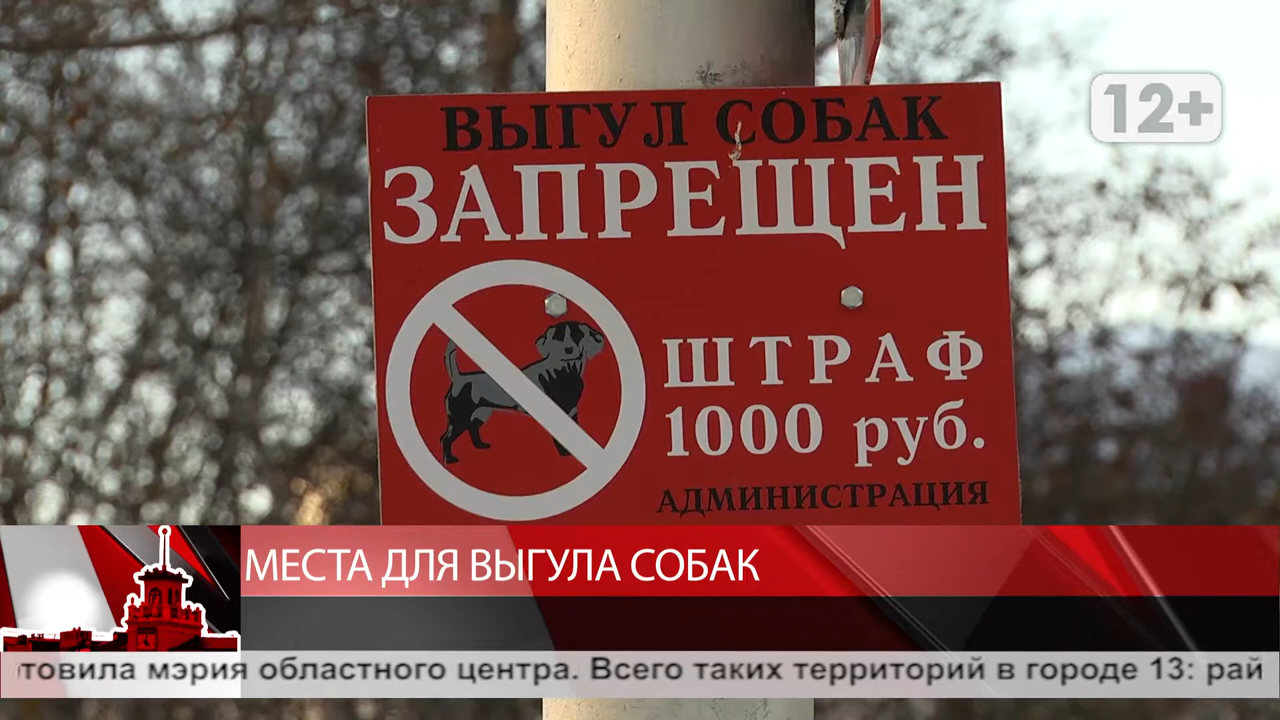 12+
ВЫГУЛ СОБАК
ЗАПРЕЩЕН
ШТРАФ
1000 руб.
АДМИНИСТРАЦИЯ
МЕСТА ДЛЯ ВЫГУЛА СОБАК
мэрия областного центра. Всего таких территорий в городе 13: рай